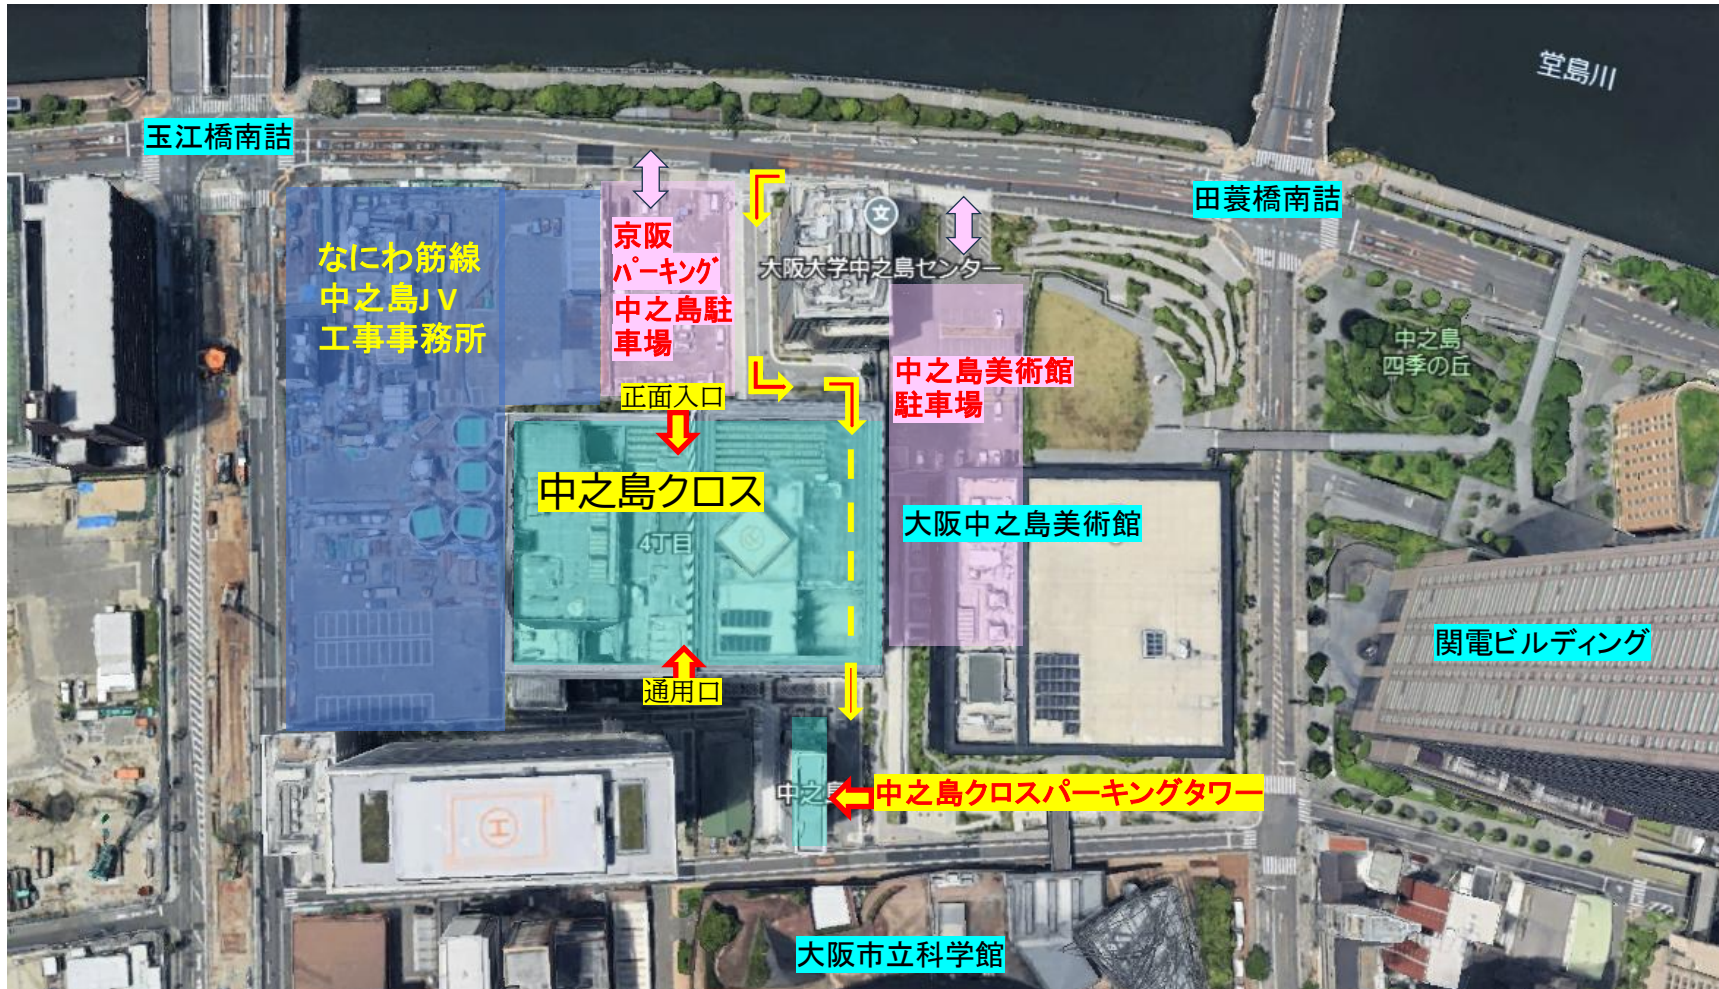 堂島川
玉江橋南詰
田蓑橋南詰
文
大阪大学中之島センター
なにわ筋線
中之島JV
工事事務所
京阪
パーキング
中之島駐
車場
中之島
四季の丘
中之島美術館
駐車場
正面入口
中之島クロス
4丁目
大阪中之島美術館
関電ビルディング
通用口
中之島
中之島クロスパーキングタワー
H
大阪市立科学館